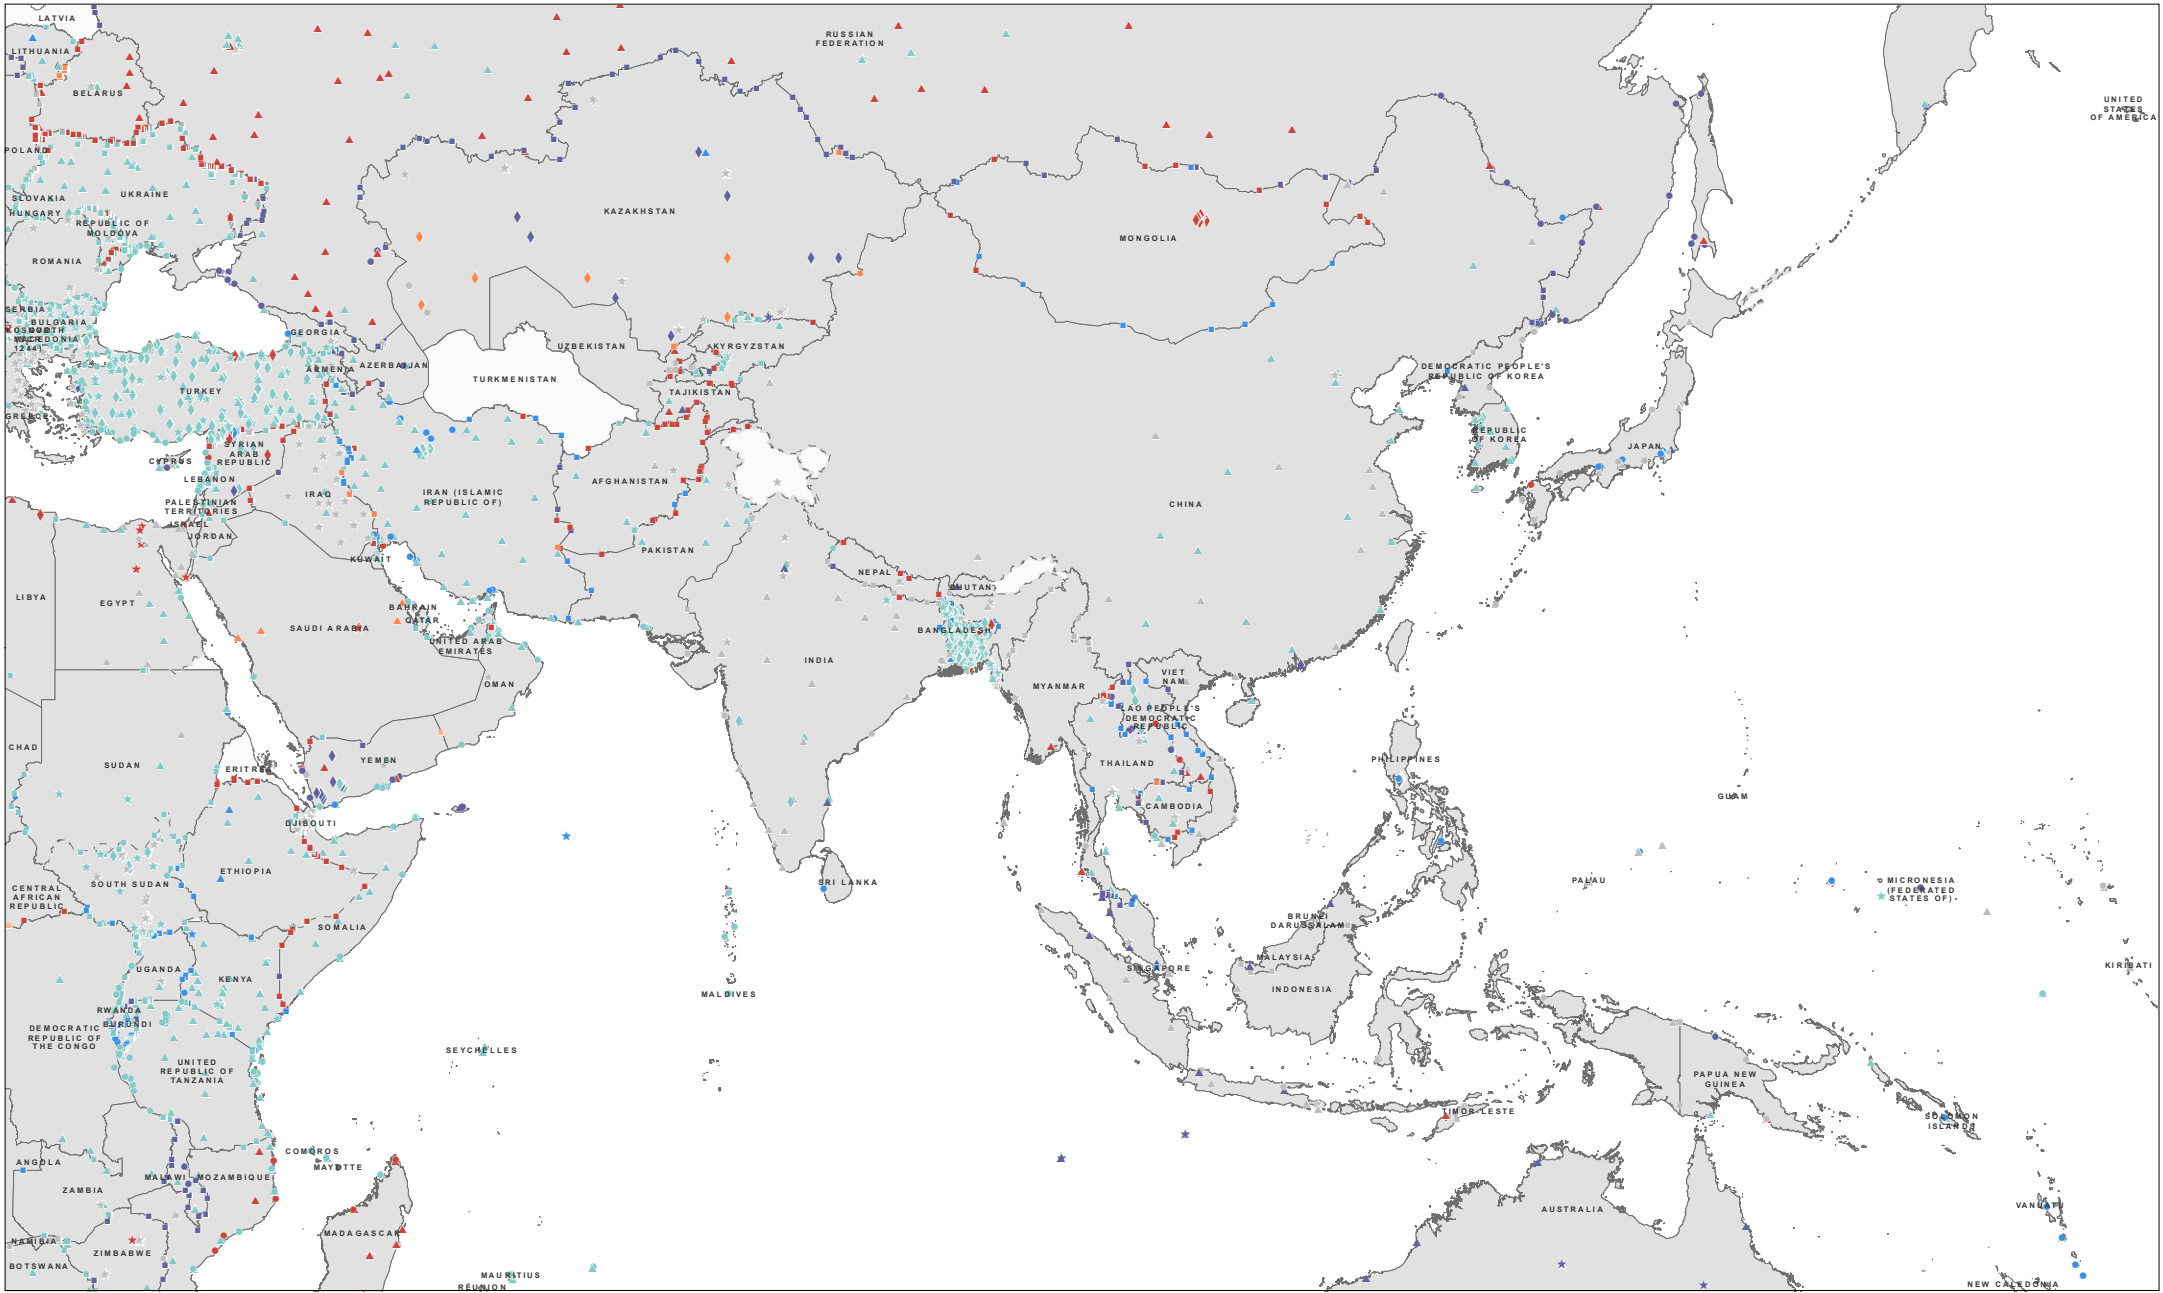 LATVIA
LITHUANIA
BELARUS
RUSSIAN
FEDERATION
UNITED
STATES
OF AMERICA
POLAND
SLOVAKIA
HUNGARY
UKRAINE
REPUBLIC OF
MOLDOVA
ROMANIA
KAZAKHSTAN
MONGOLIA
SERBIA
BULGARIA
1244)
GEORGIA
ARMENIA
AZERBAIJAN
UZBEKISTAN
KYRGYZSTAN
TURKMENISTAN
TAJIKISTAN
TURKEY
GREECE
DEMOCRATIC PEOPLE'S
REPUBLIC OF KOREA
REPUBLIC
OF KOREA
JAPAN
CYPRUS
SYRIAN
ARAB
REPUBLIC
LEBANON
PALESTINIAN
TERRITORIES
ISRAEL
JORDAN
IRAQ
IRAN (ISLAMIC
REPUBLIC OF)
AFGHANISTAN
PAKISTAN
CHINA
KUWAIT
NEPAL
BHUTAN
LIBYA
EGYPT
SAUDI ARABIA
BAHRAIN
QATAR
UNITED ARAB
EMIRATES
BANGLADESH
INDIA
OMAN
MYANMAR
VIET
NAM
LAO PEOPLE'S
DEMOCRATIC
REPUBLIC
CHAD
SUDAN
ERITREA
YEMEN
THAILAND
PHILIPPINES
CAMBODIA
GUAM
DJIBOUTI
ETHIOPIA
SOUTH SUDAN
CENTRAL
AFRICAN
REPUBLIC
SRI LANKA
PALAU
MICRONESIA
(FEDERATED
STATES OF)
SOMALIA
BRUNEI
DARUSSALAM
MALAYSIA
UGANDA
KENYA
SINGAPORE
INDONESIA
KIRIBATI
MALDIVES
RWANDA
BURUNDI
DEMOCRATIC
REPUBLIC OF
THE CONGO
UNITED
REPUBLIC OF
TANZANIA
SEYCHELLES
PAPUA NEW
GUINEA
TIMOR-LESTE
SOLOMON
ISLANDS
COMOROS
MAYOTTE
ANGOLA
MALAWI
MOZAMBIQUE
ZAMBIA
AUSTRALIA
VANUATU
MADAGASCAR
NAMIBIA
ZIMBABWE
BOTSWANA
MAURITIUS
RÉUNION
NEW CALEDONIA